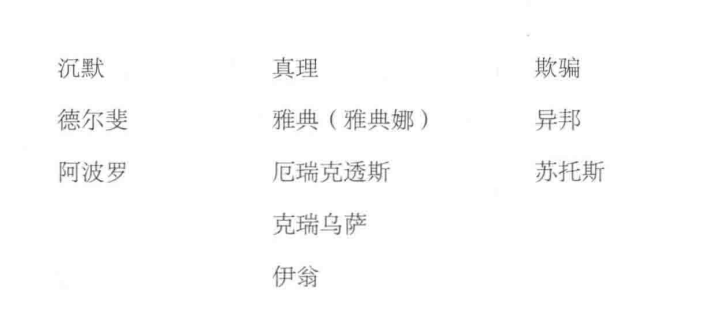 沉默 真理 欺骗
德尔斐 雅典（雅典娜） 异邦
阿波罗 厄瑞克透斯 苏托斯
克瑞乌萨
伊翁